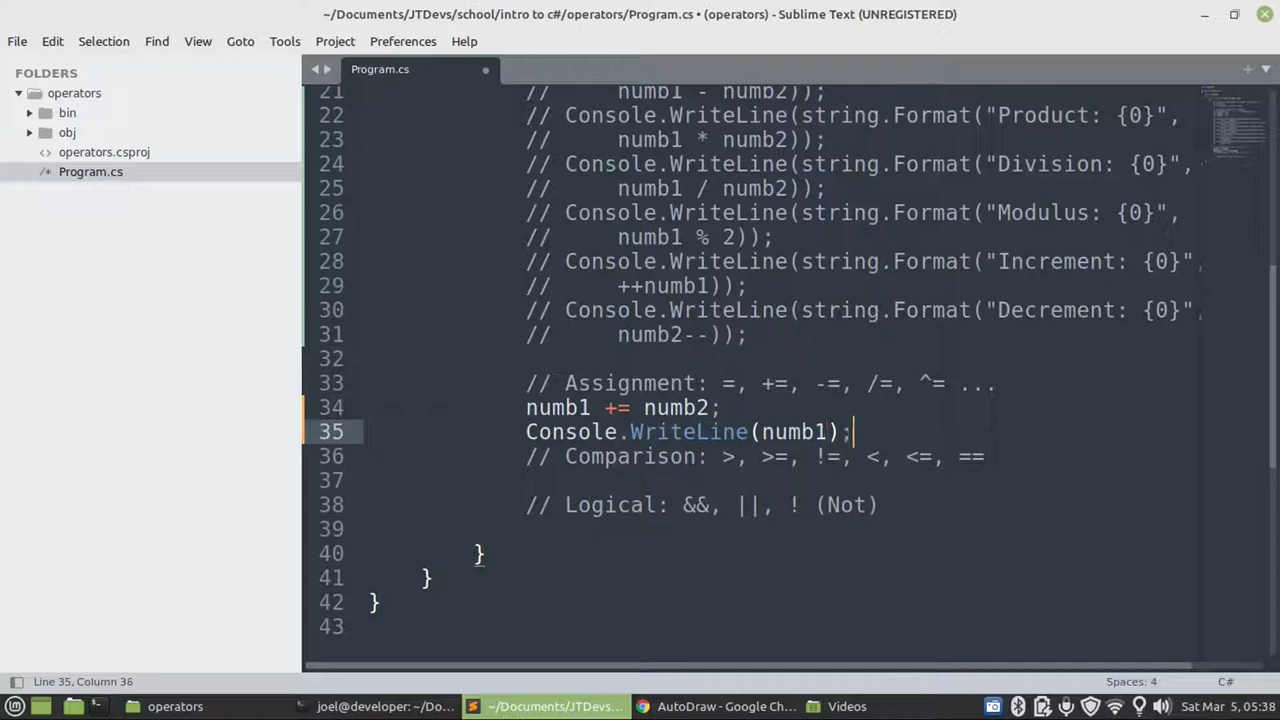 ~/Documents/JTDevs/school/intro to c#/operators/Program.cs • (operators) - Sublime Text (UNREGISTERED)
File Edit Selection Find View Goto Tools Project Preferences Help
FOLDERS
operators
bin
obj
<> operators.csproj
/* Program.cs
Program.cs
21 // numb1 - numb2));
22 // Console.WriteLine(string.Format("Product: {0}",
23 // numb1 * numb2));
24 // Console.WriteLine(string.Format("Division: {0}",
25 // numb1 / numb2));
26 // Console.WriteLine(string.Format("Modulus: {0}",
27 // numb1 % 2));
28 // Console.WriteLine(string.Format("Increment: {0}",
29 // ++numb1));
30 // Console.WriteLine(string.Format("Decrement: {0}",
31 // numb2--));
32
33 // Assignment: =, +=, -=, /=, ^= ...
34 numb1 += numb2;
35 Console.WriteLine(numb1);
36 // Comparison: >, >=, !=, <, <=, ==
37
38 // Logical: &&, ||, ! (Not)
39
40 }
41 }
42 }
43
Line 35, Column 36 Spaces: 4 C#
operators joel@developer: ~/Do... ~/Documents/JTDevs... AutoDraw - Google Ch... Videos Sat Mar 5, 05:38